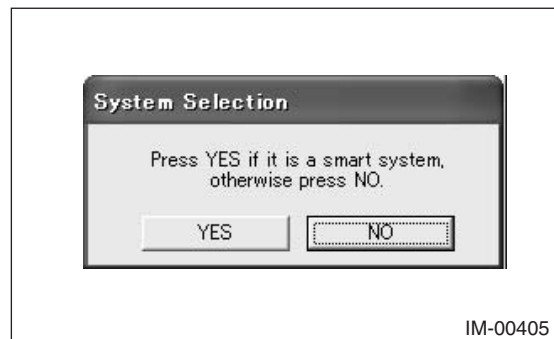 System Selection
Press YES if it is a smart system,
otherwise press NO.
YES NO
IM-00405